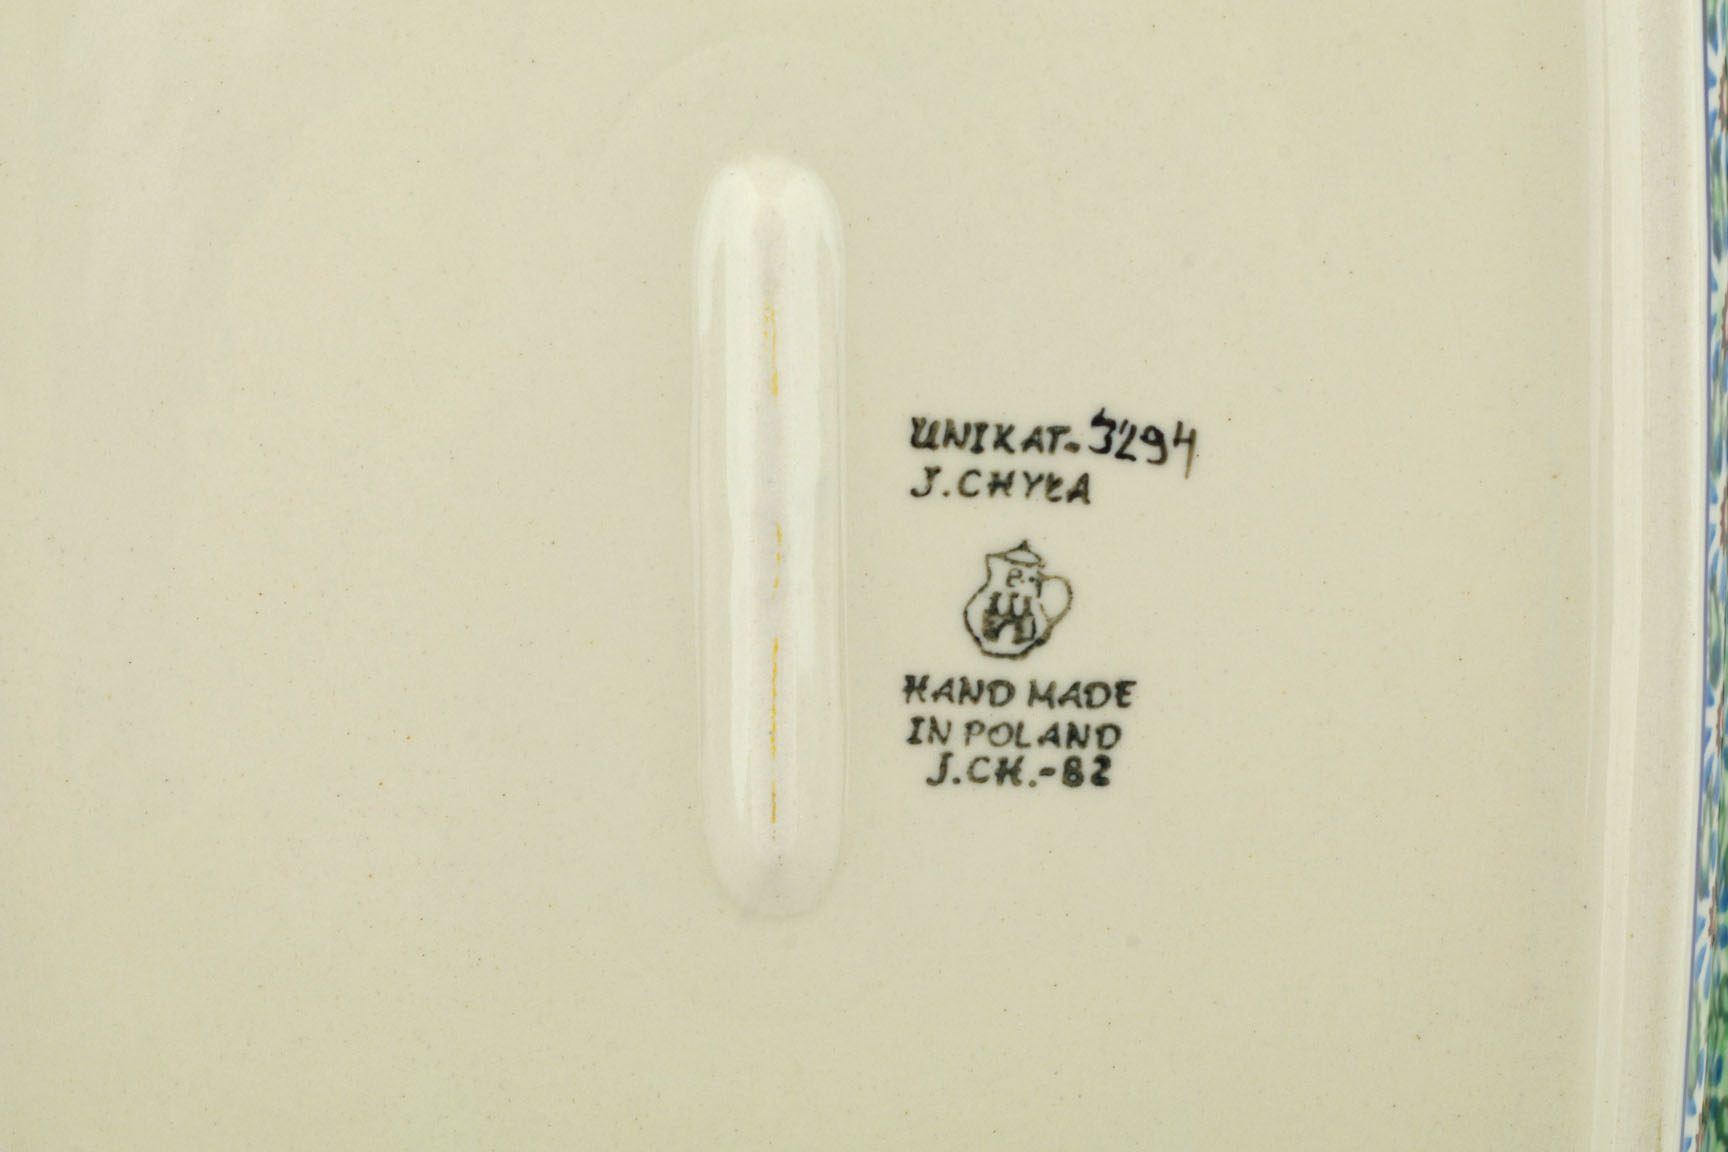 UNIKAT-3294
J.CHYŁA
HAND MADE
IN POLAND
J.CH.-82